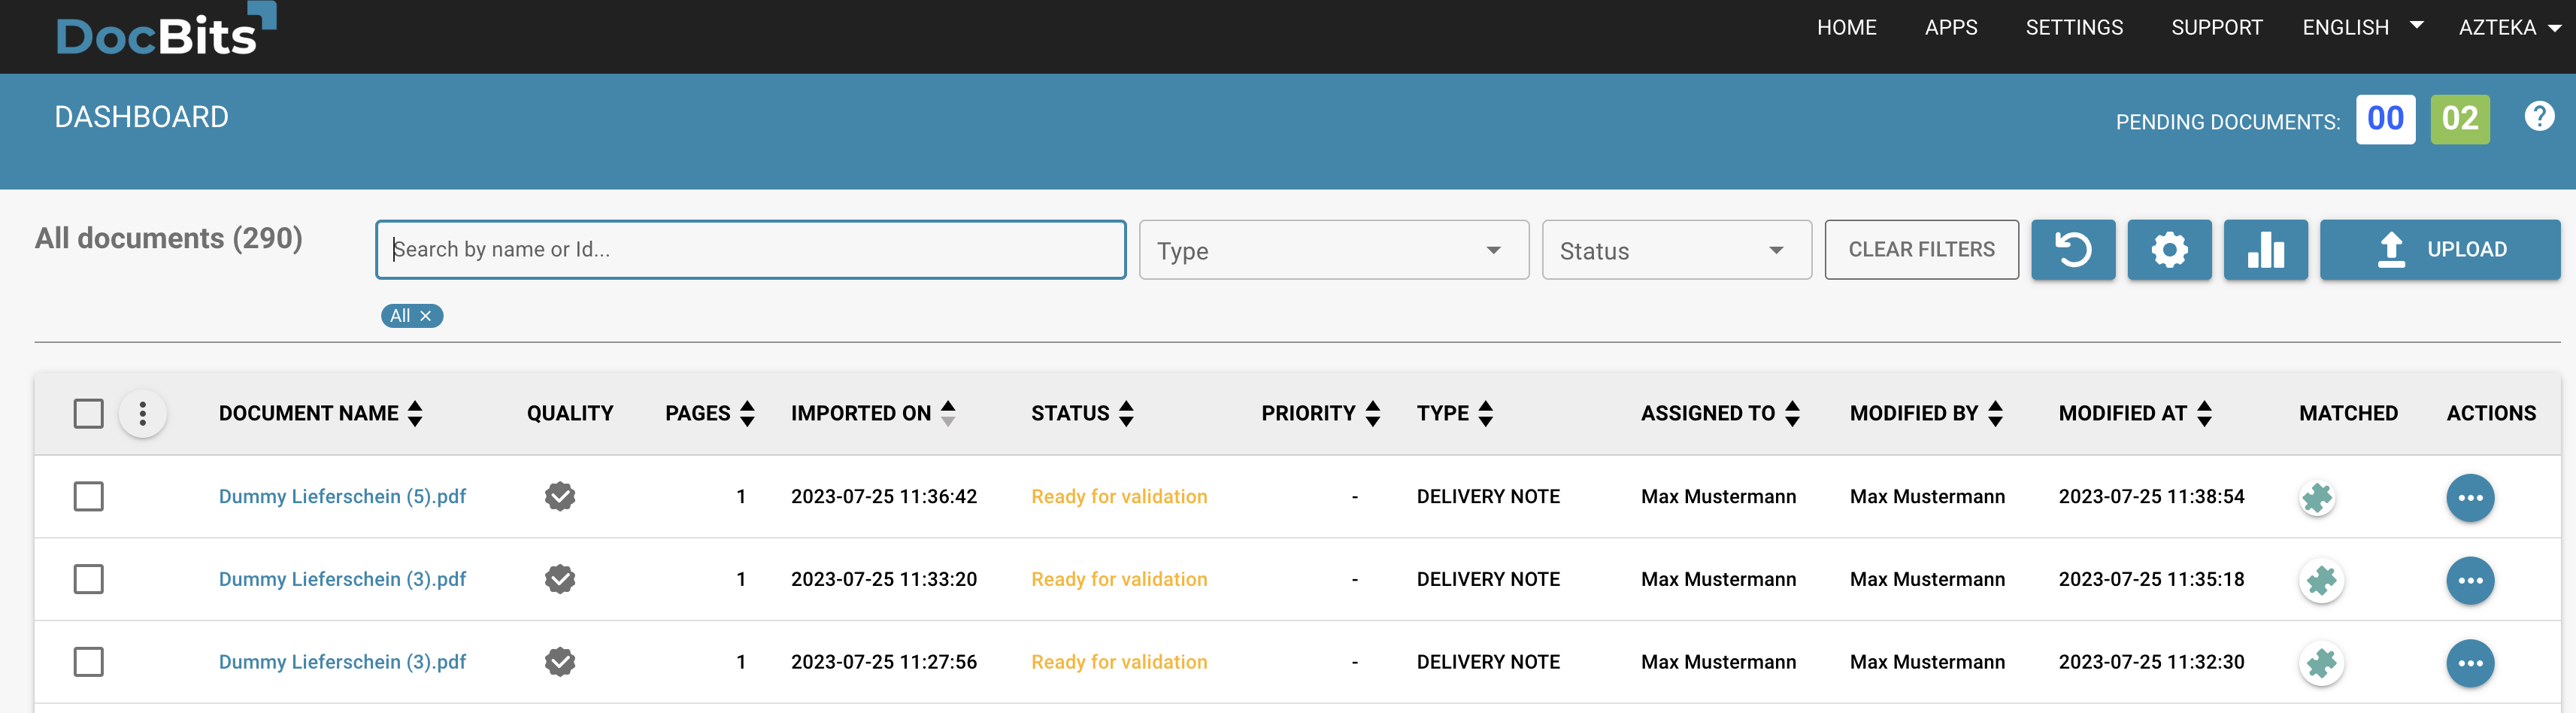 DocBits
HOME APPS SETTINGS SUPPORT ENGLISH AZTEKA
DASHBOARD
PENDING DOCUMENTS: 00 02 ?
All documents (290)
Search by name or Id...
Type
Status
CLEAR FILTERS
UPLOAD
All ×
DOCUMENT NAME QUALITY PAGES IMPORTED ON STATUS PRIORITY TYPE ASSIGNED TO MODIFIED BY MODIFIED AT MATCHED ACTIONS
Dummy Lieferschein (5).pdf 1 2023-07-25 11:36:42 Ready for validation - DELIVERY NOTE Max Mustermann Max Mustermann 2023-07-25 11:38:54
Dummy Lieferschein (3).pdf 1 2023-07-25 11:33:20 Ready for validation - DELIVERY NOTE Max Mustermann Max Mustermann 2023-07-25 11:35:18
Dummy Lieferschein (3).pdf 1 2023-07-25 11:27:56 Ready for validation - DELIVERY NOTE Max Mustermann Max Mustermann 2023-07-25 11:32:30